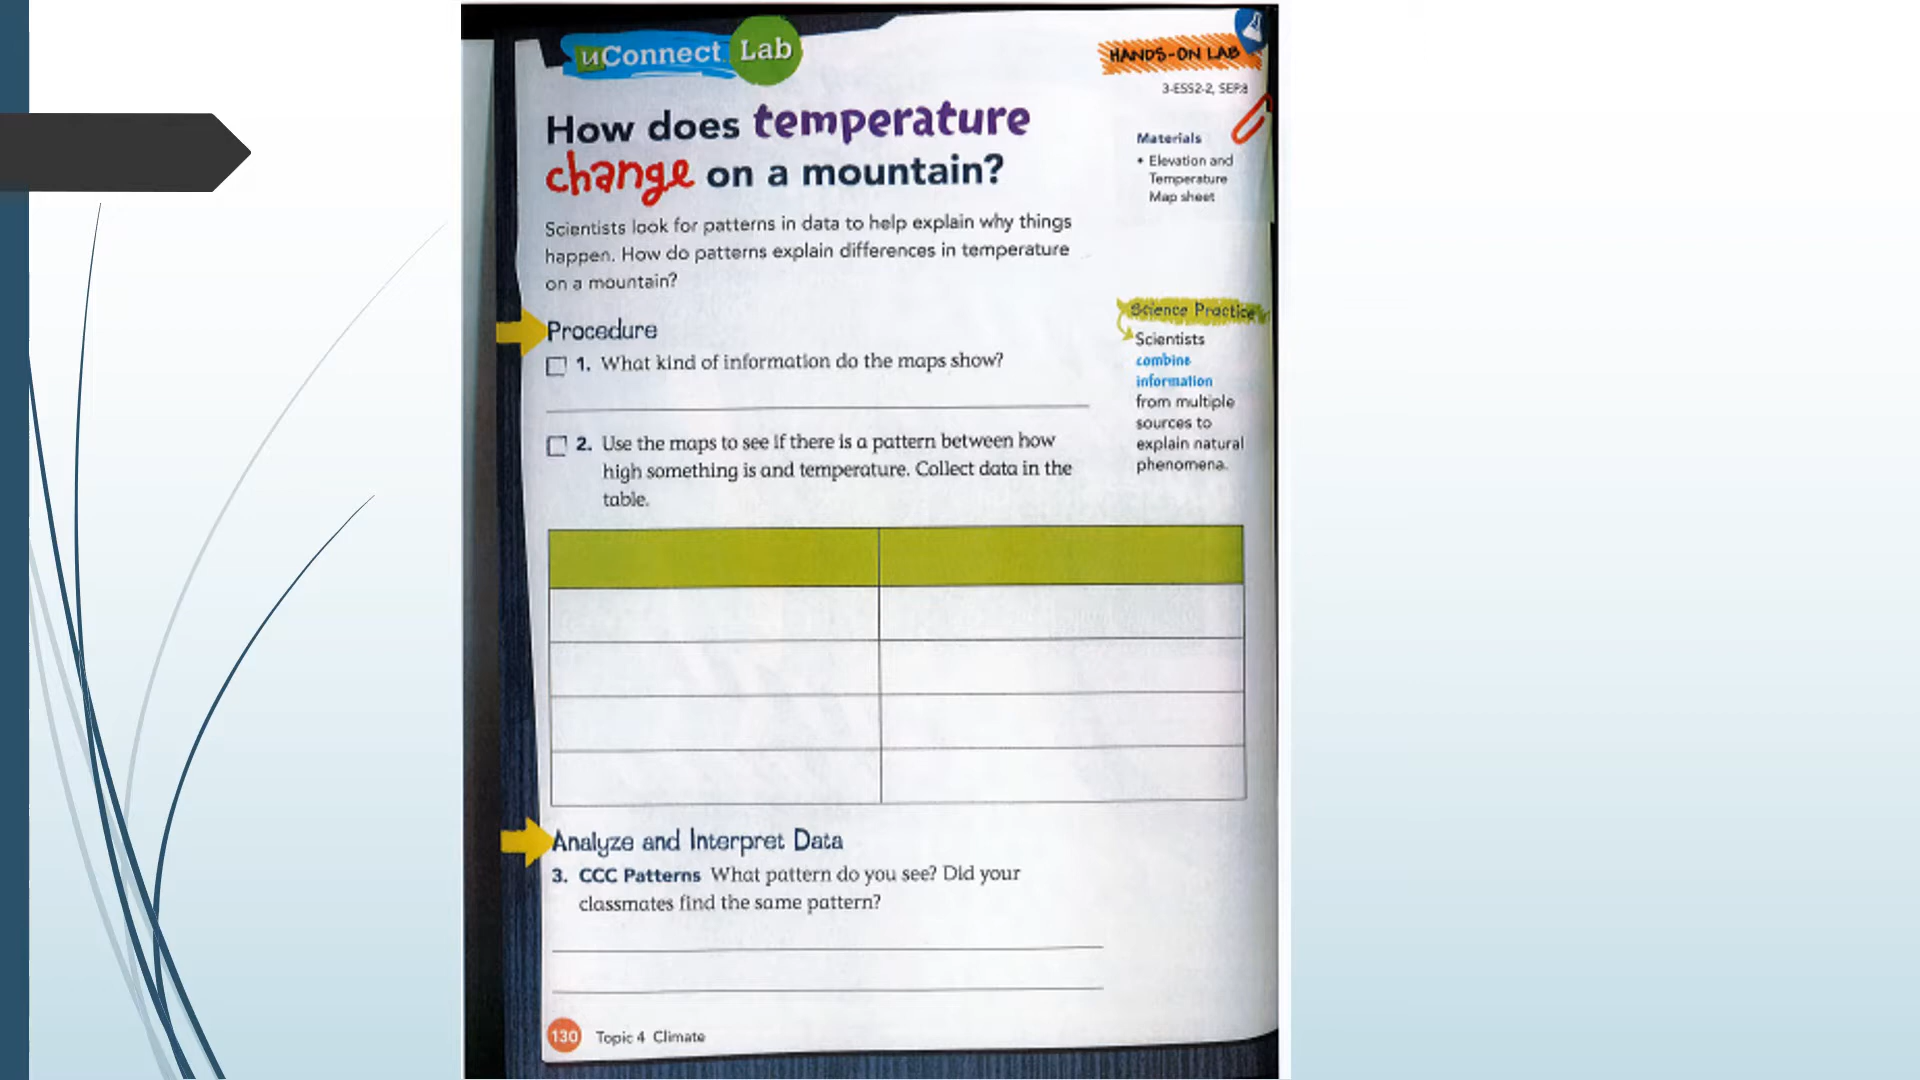 uConnect Lab
HANDS-ON LAB
3-ESS2-2, SEP.8
How does temperature
change on a mountain?
Materials
• Elevation and
Temperature
Map sheet
Scientists look for patterns in data to help explain why things
happen. How do patterns explain differences in temperature
on a mountain?
Procedure
1. What kind of information do the maps show?
2. Use the maps to see if there is a pattern between how
high something is and temperature. Collect data in the
table.
Science Practice
Scientists
combine
information
from multiple
sources to
explain natural
phenomena.
Analyze and Interpret Data
3. CCC Patterns What pattern do you see? Did your
classmates find the same pattern?
130 Topic 4 Climate